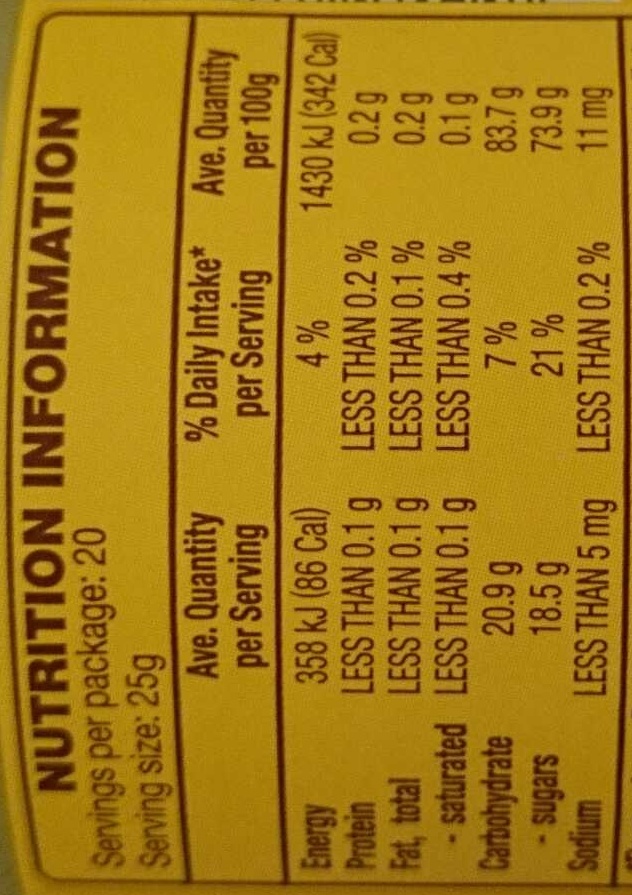 NUTRITION INFORMATION
Servings per package: 20
Serving size: 25g
Ave. Quantity per Serving % Daily Intake* per Serving Ave. Quantity per 100g
Energy 358 kJ (86 Cal) 4 % 1430 kJ (342 Cal)
Protein LESS THAN 0.1 g LESS THAN 0.2 % 0.2 g
Fat, total LESS THAN 0.1 g LESS THAN 0.1 % 0.2 g
- saturated LESS THAN 0.1 g LESS THAN 0.4 % 0.1 g
Carbohydrate 20.9 g 7 % 83.7 g
- sugars 18.5 g 21 % 73.9 g
Sodium LESS THAN 5 mg LESS THAN 0.2 % 11 mg